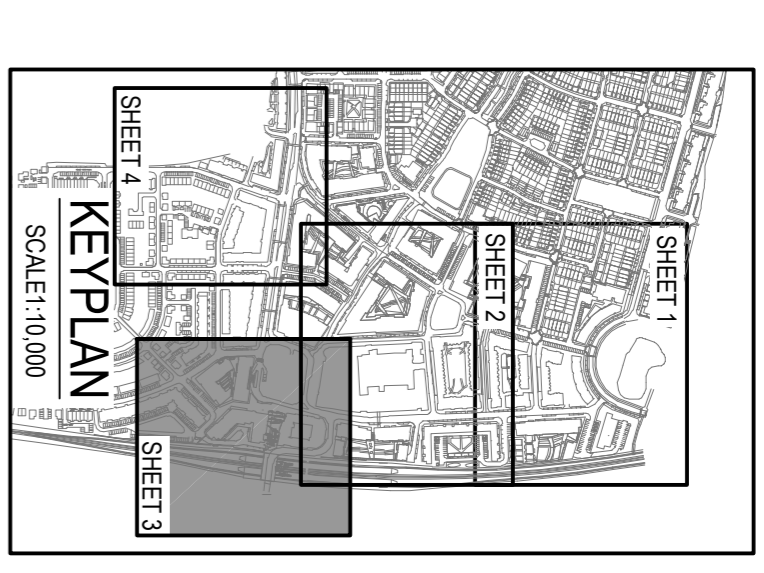 SHEET 1
SHEET 2
SHEET 3
SHEET 4
KEYPLAN
SCALE1:10,000